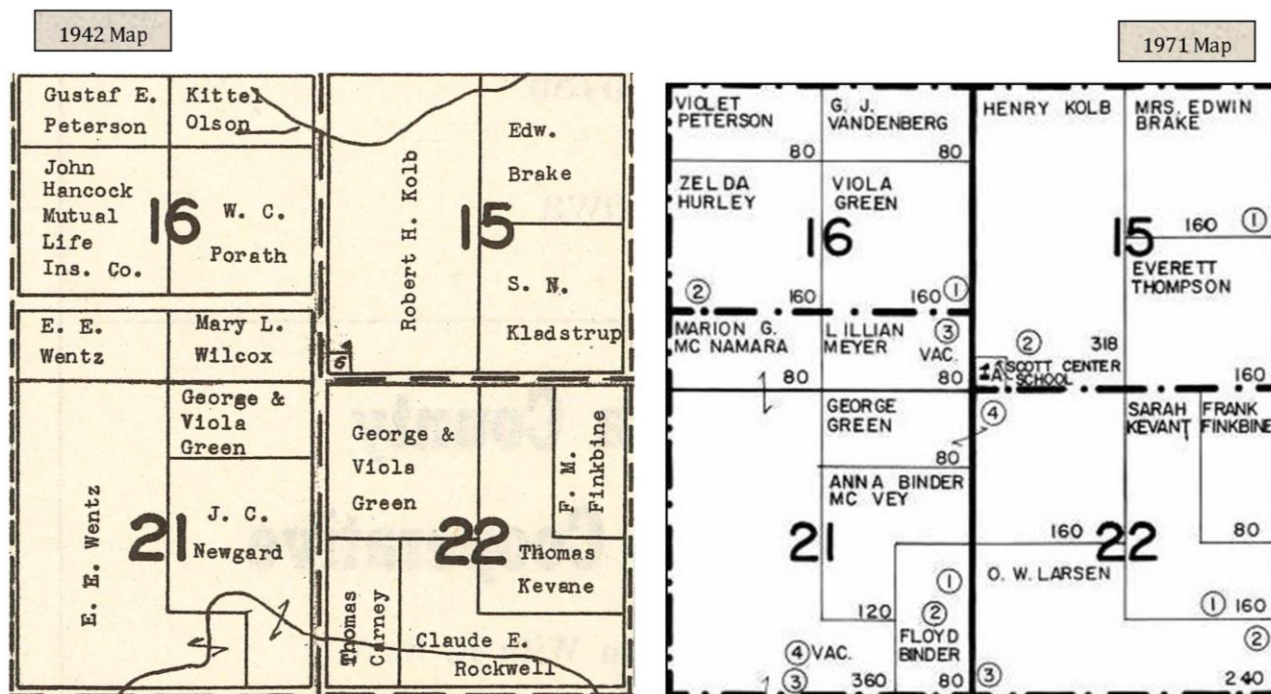 1942 Map
Gustaf E.
Peterson
Kittel
Olson
John
Hancock
Mutual
Life
Ins. Co.
16
W. C.
Porath
Robert H. Kolb
15
Edw.
Brake
S. N.
Kladstrup
E. E.
Wentz
Mary L.
Wilcox
George &
Viola
Green
E. E. Wentz
21
J. C.
Newgard
George &
Viola
Green
22
F. M.
Finkbine
Thomas
Kevane
Thomas
Carney
Claude E.
Rockwell
1971 Map
VIOLET
PETERSON
80
G. J.
VANDENBERG
80
HENRY KOLB
MRS. EDWIN
BRAKE
ZELDA
HURLEY
VIOLA
GREEN
16
15
160 1
EVERETT
THOMPSON
2
160
160 1
MARION G.
MC NAMARA
80
LILLIAN
MEYER
3
VAC.
80
2
318
1A
SCOTT CENTER
SCHOOL
160
GEORGE
GREEN
80
4
SARAH
KEVANT
FRANK
FINKBINE
ANNA BINDER
MC VEY
21
160
22
80
O. W. LARSEN
1
2
120
FLOYD
BINDER
1 160
2
4 VAC.
3
360
80
3
240